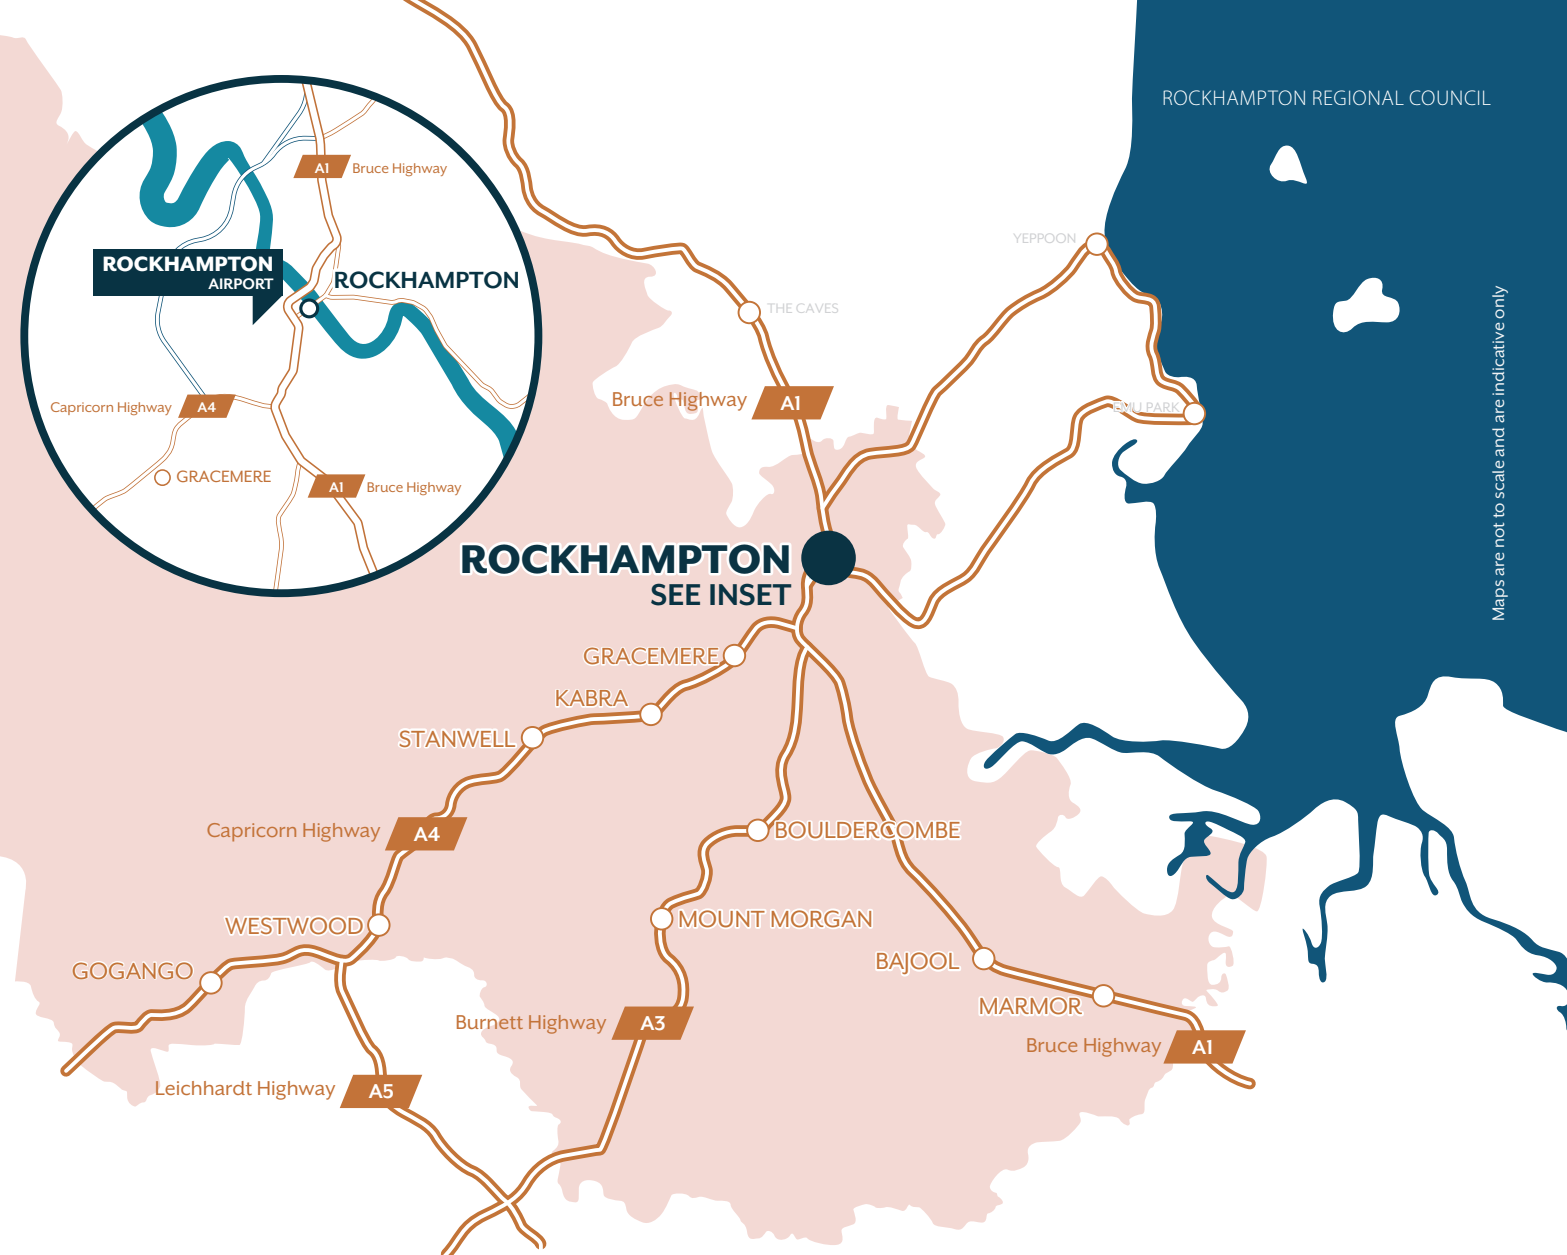 ROCKHAMPTON REGIONAL COUNCIL
A1
Bruce Highway
ROCKHAMPTON
AIRPORT
ROCKHAMPTON
Capricorn Highway
A4
GRACEMERE
A1
Bruce Highway
YEPPOON
THE CAVES
Bruce Highway
A1
EMU PARK
Maps are not to scale and are indicative only
ROCKHAMPTON
SEE INSET
GRACEMERE
KABRA
STANWELL
Capricorn Highway
A4
BOULDERCOMBE
WESTWOOD
MOUNT MORGAN
GOGANGO
BAJOOL
MARMOR
Burnett Highway
A3
Bruce Highway
A1
Leichhardt Highway
A5